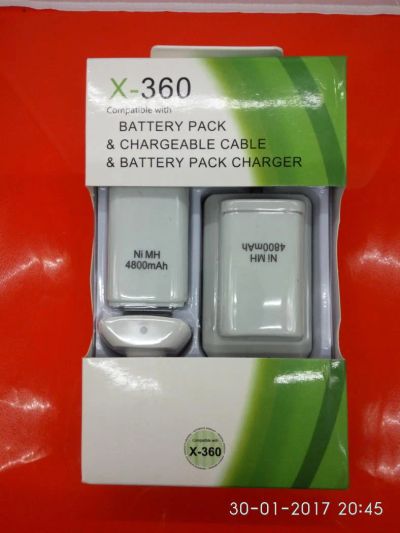 X-360
Compatible with
BATTERY PACK
& CHARGEABLE CABLE
& BATTERY PACK CHARGER
Ni MH
4800mAh
Ni MH
4800mAh
Compatible with
X-360
30-01-2017 20:45